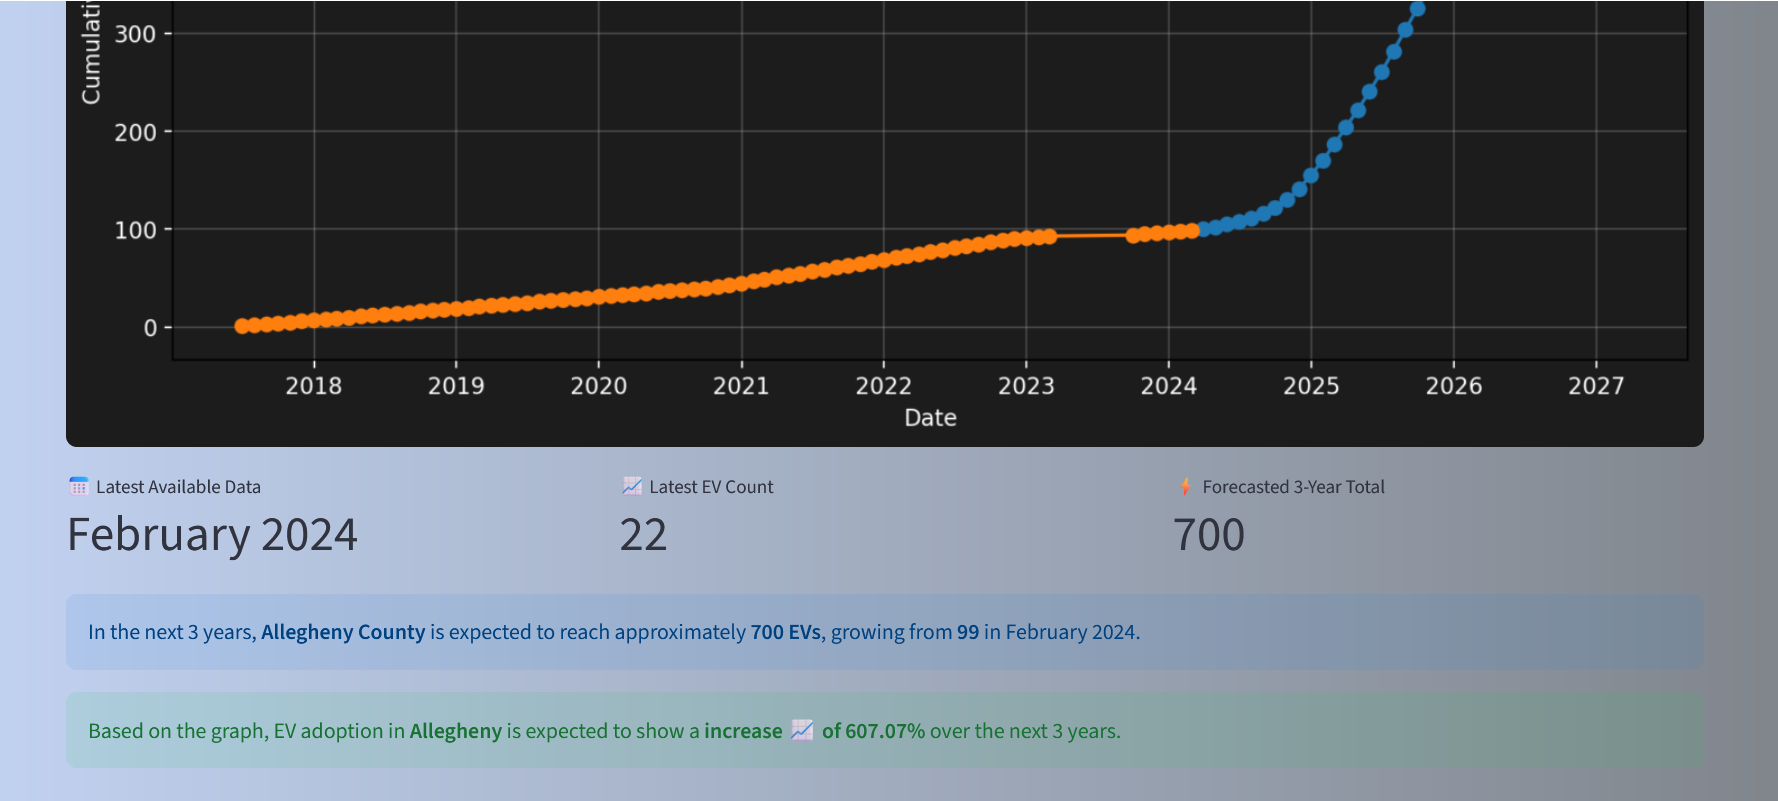 Cumulati
300
200
100
0
2018 2019 2020 2021 2022 2023 2024 2025 2026 2027
Date
Latest Available Data
February 2024
Latest EV Count
22
Forecasted 3-Year Total
700
In the next 3 years, Allegheny County is expected to reach approximately 700 EVs, growing from 99 in February 2024.
Based on the graph, EV adoption in Allegheny is expected to show a increase 📈 of 607.07% over the next 3 years.